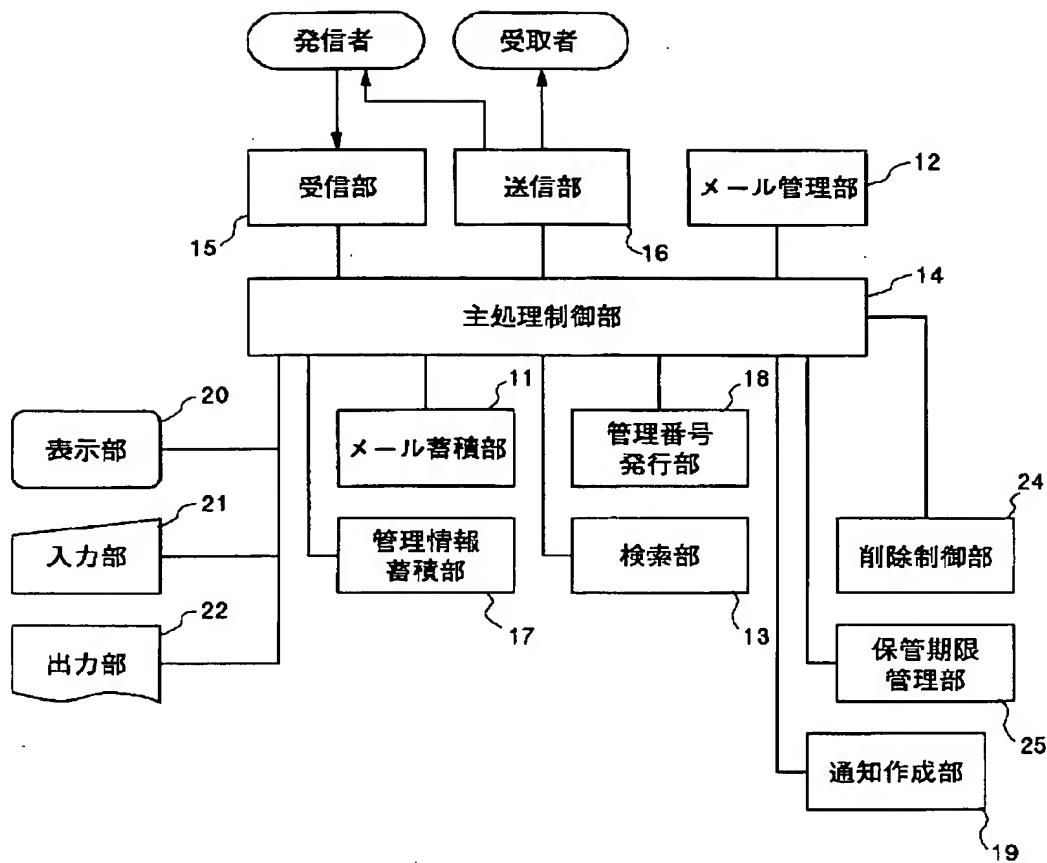 発信者
受取者
受信部
送信部
メール管理部
12
15
16
14
主処理制御部
20
11
18
表示部
メール蓄積部
管理番号
発行部
21
24
入力部
管理情報
蓄積部
検索部
削除制御部
22
17
13
出力部
保管期限
管理部
25
通知作成部
19